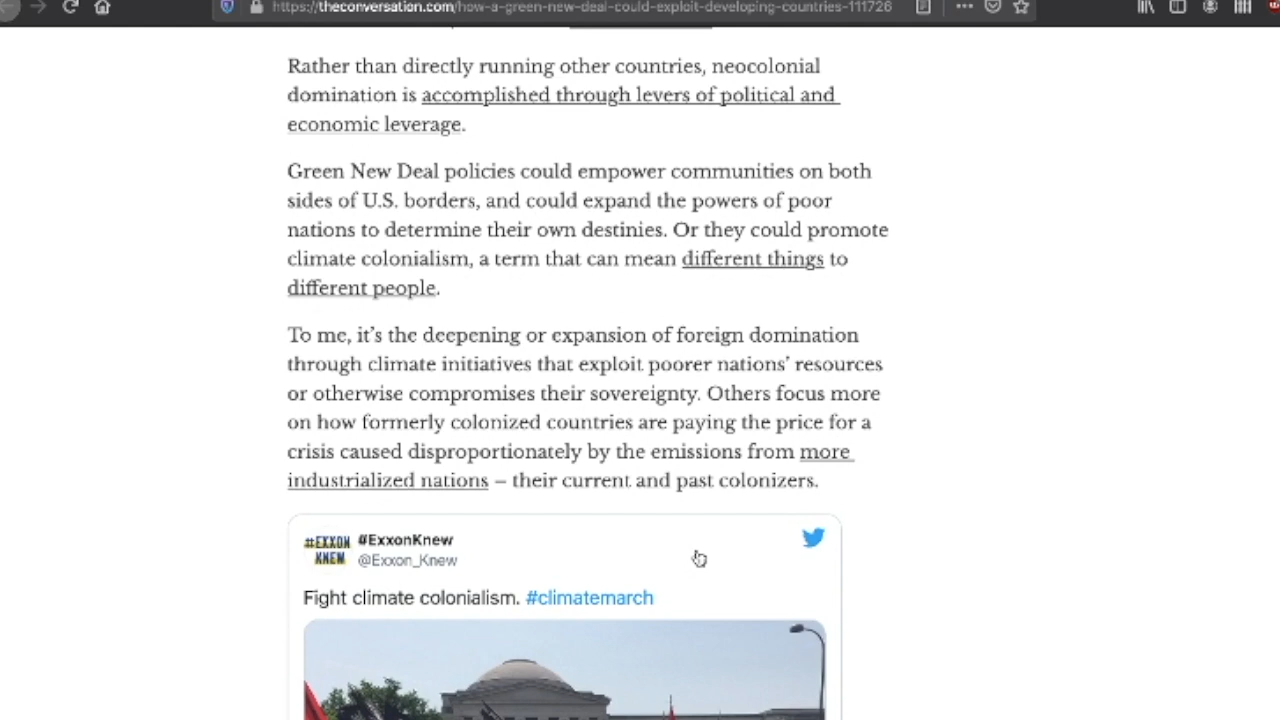 https://theconversation.com/how-a-green-new-deal-could-exploit-developing-countries-111726
Rather than directly running other countries, neocolonial
domination is accomplished through levers of political and
economic leverage.
Green New Deal policies could empower communities on both
sides of U.S. borders, and could expand the powers of poor
nations to determine their own destinies. Or they could promote
climate colonialism, a term that can mean different things to
different people.
To me, it’s the deepening or expansion of foreign domination
through climate initiatives that exploit poorer nations’ resources
or otherwise compromises their sovereignty. Others focus more
on how formerly colonized countries are paying the price for a
crisis caused disproportionately by the emissions from more
industrialized nations – their current and past colonizers.
#EXXON
KNEW
#ExxonKnew
@Exxon_Knew
Fight climate colonialism. #climatemarch